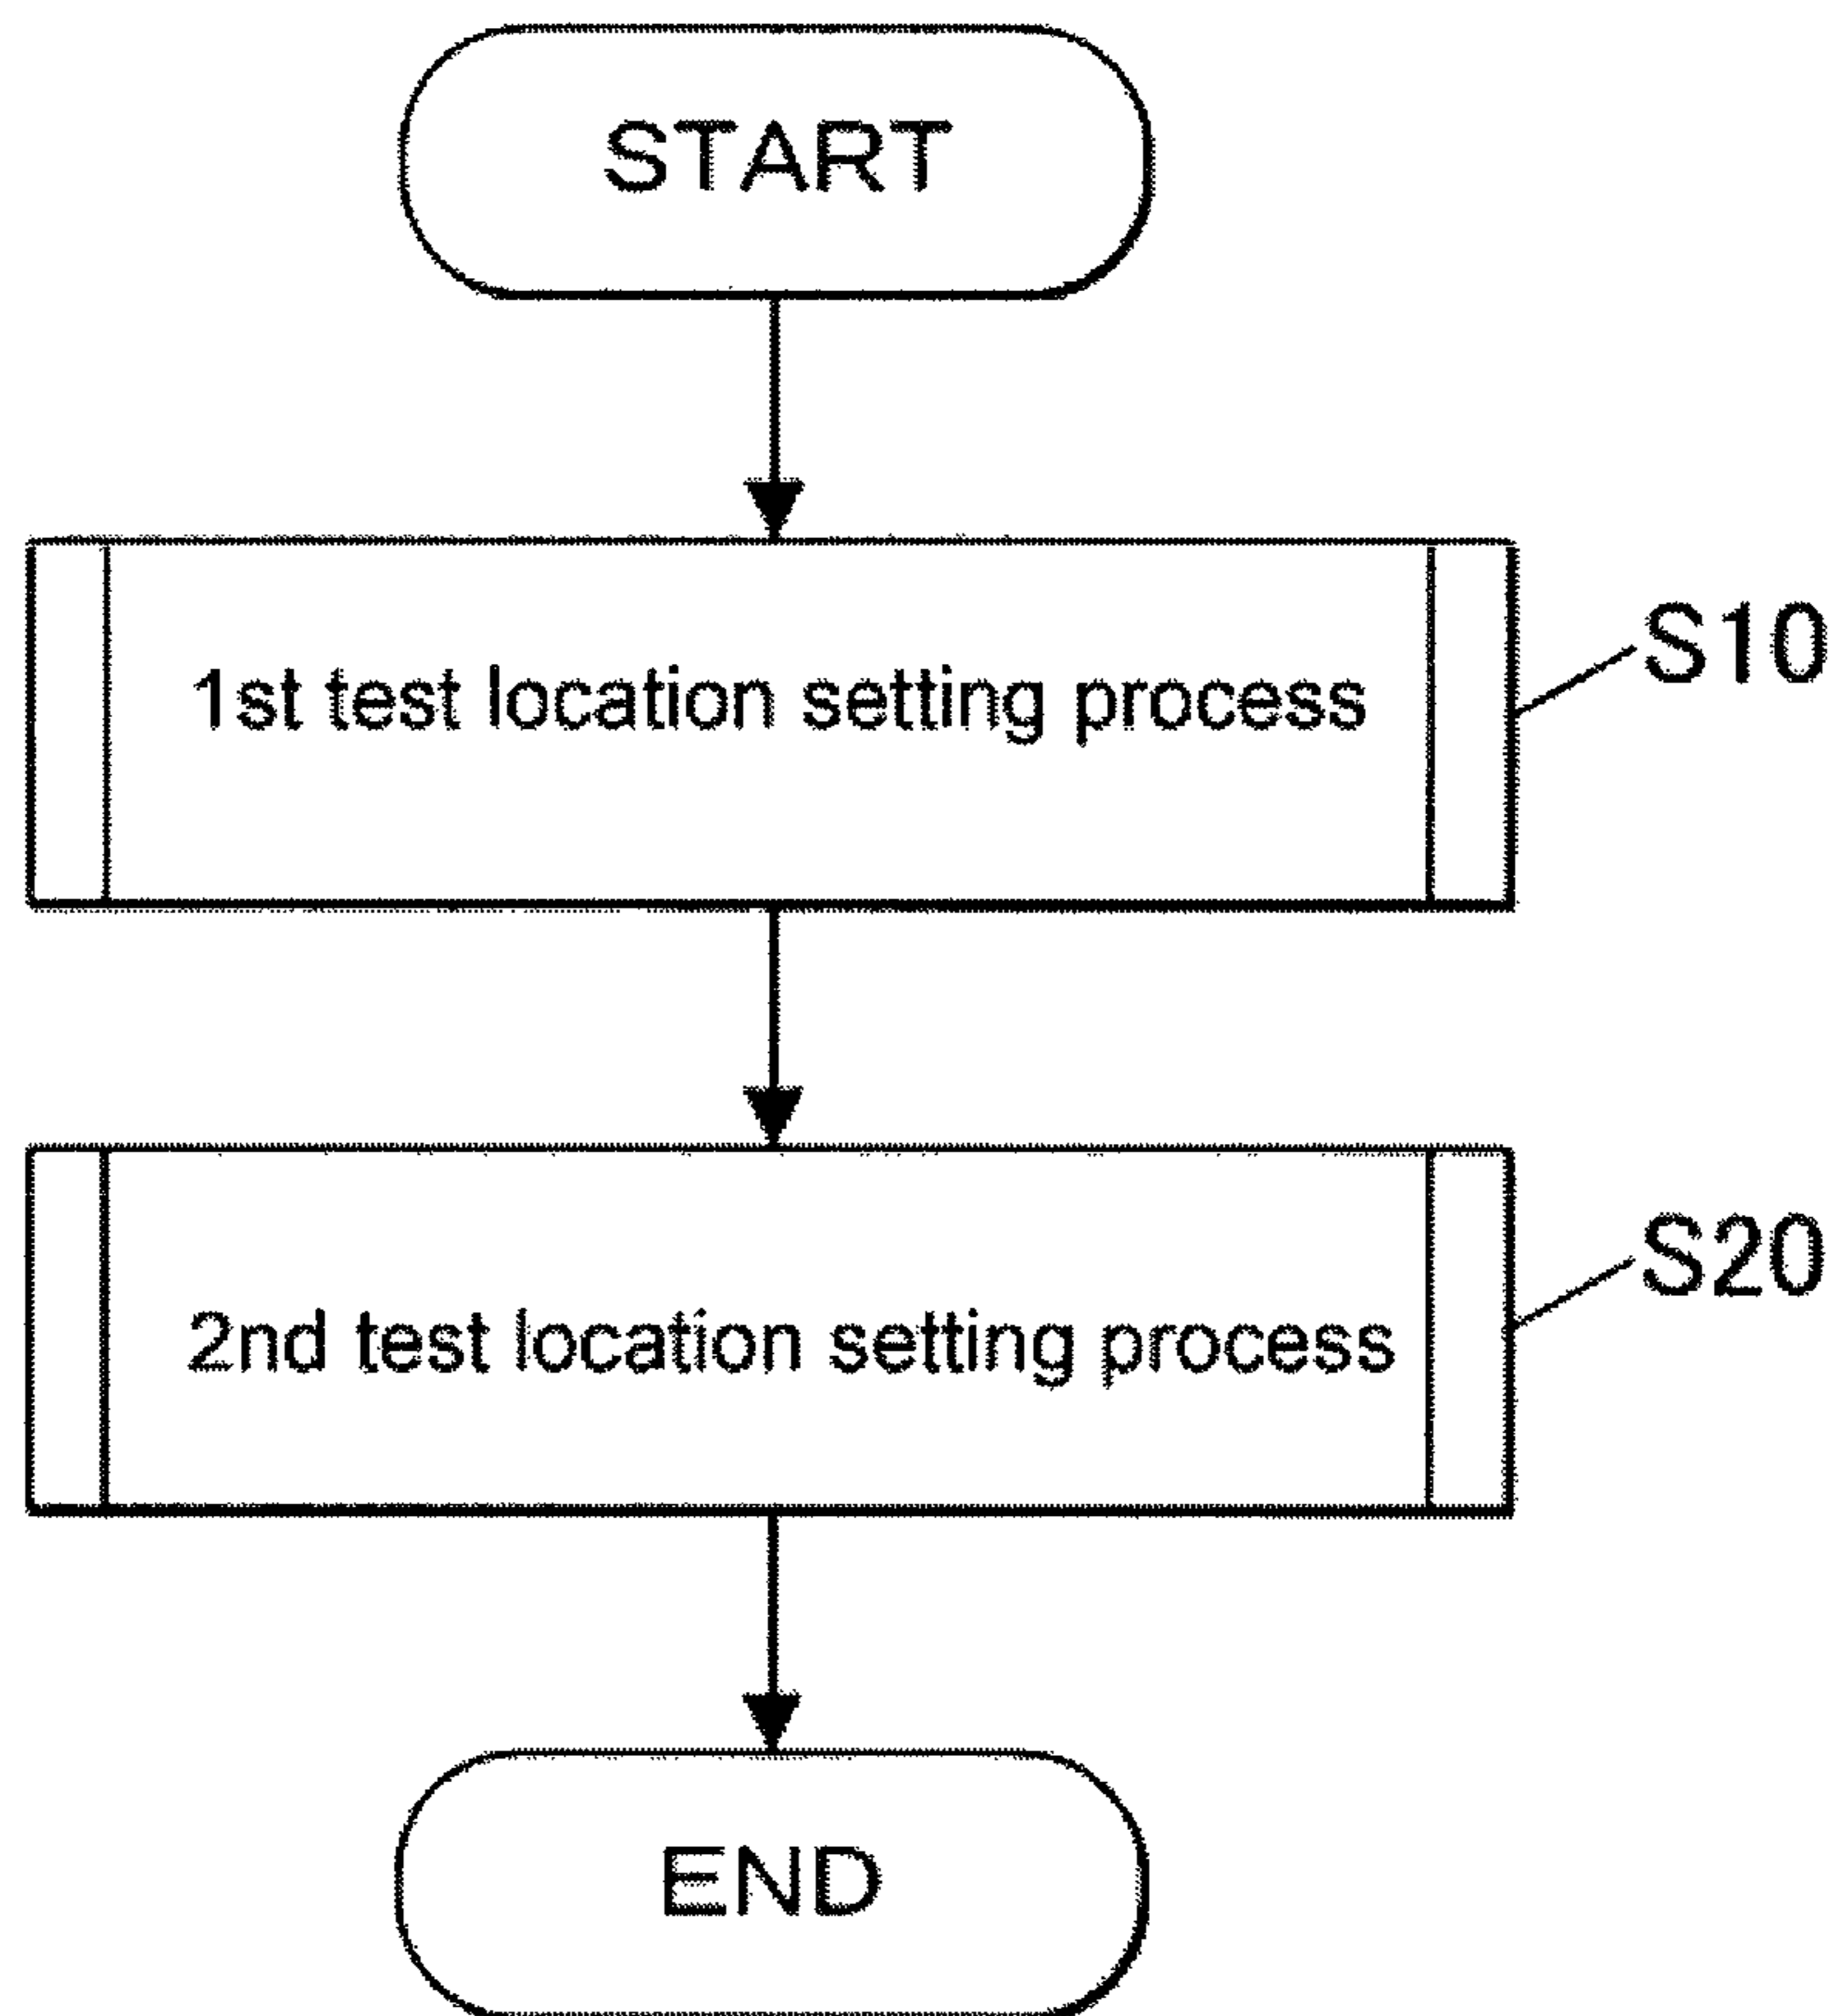 START
1st test location setting process
S10
2nd test location setting process
S20
END